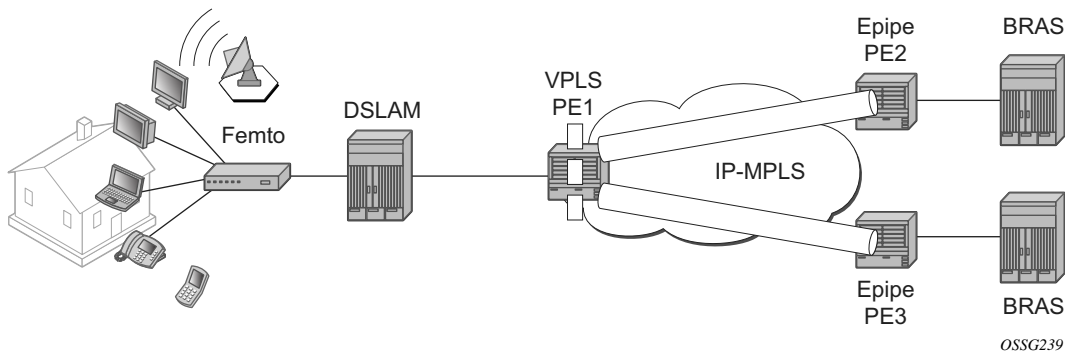 Epipe
PE2
BRAS
VPLS
PE1
DSLAM
Femto
IP-MPLS
Epipe
PE3
BRAS
OSSG239